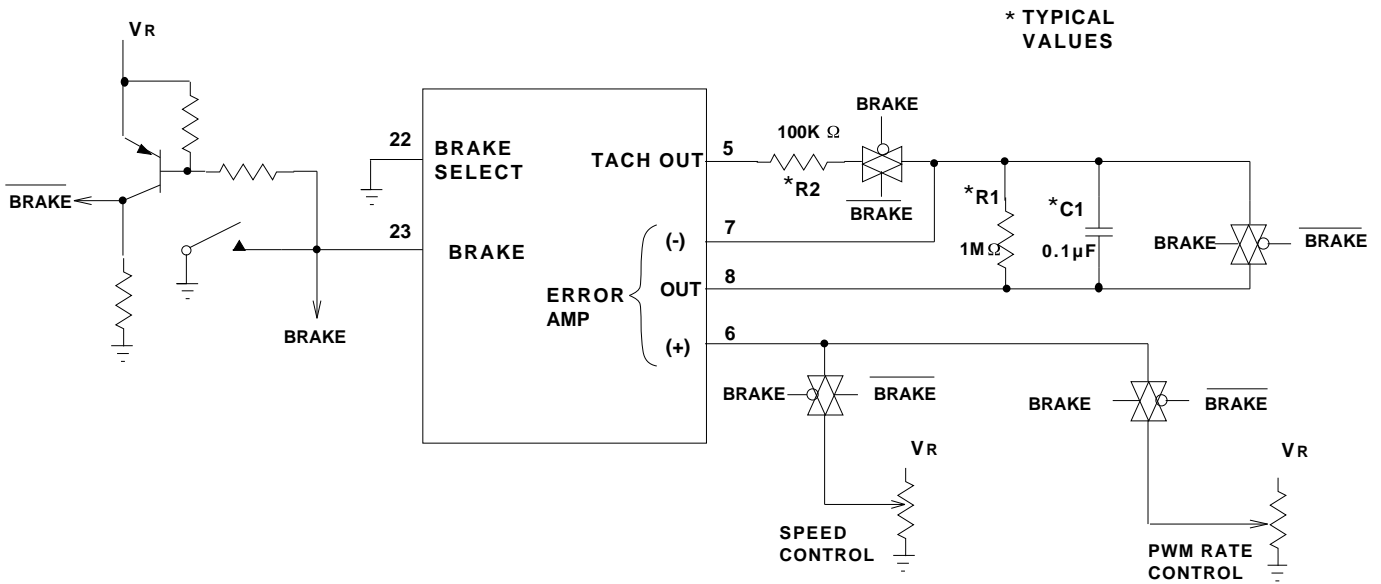 * TYPICAL
VALUES
VR
BRAKE
22
BRAKE
SELECT
TACH OUT
5
100K Ω
*R2
BRAKE
BRAKE
*R1
1MΩ
*C1
0.1µF
BRAKE
BRAKE
23
BRAKE
BRAKE
(-)
7
ERROR
AMP
OUT
8
(+)
6
BRAKE
BRAKE
BRAKE
BRAKE
VR
SPEED
CONTROL
VR
PWM RATE
CONTROL